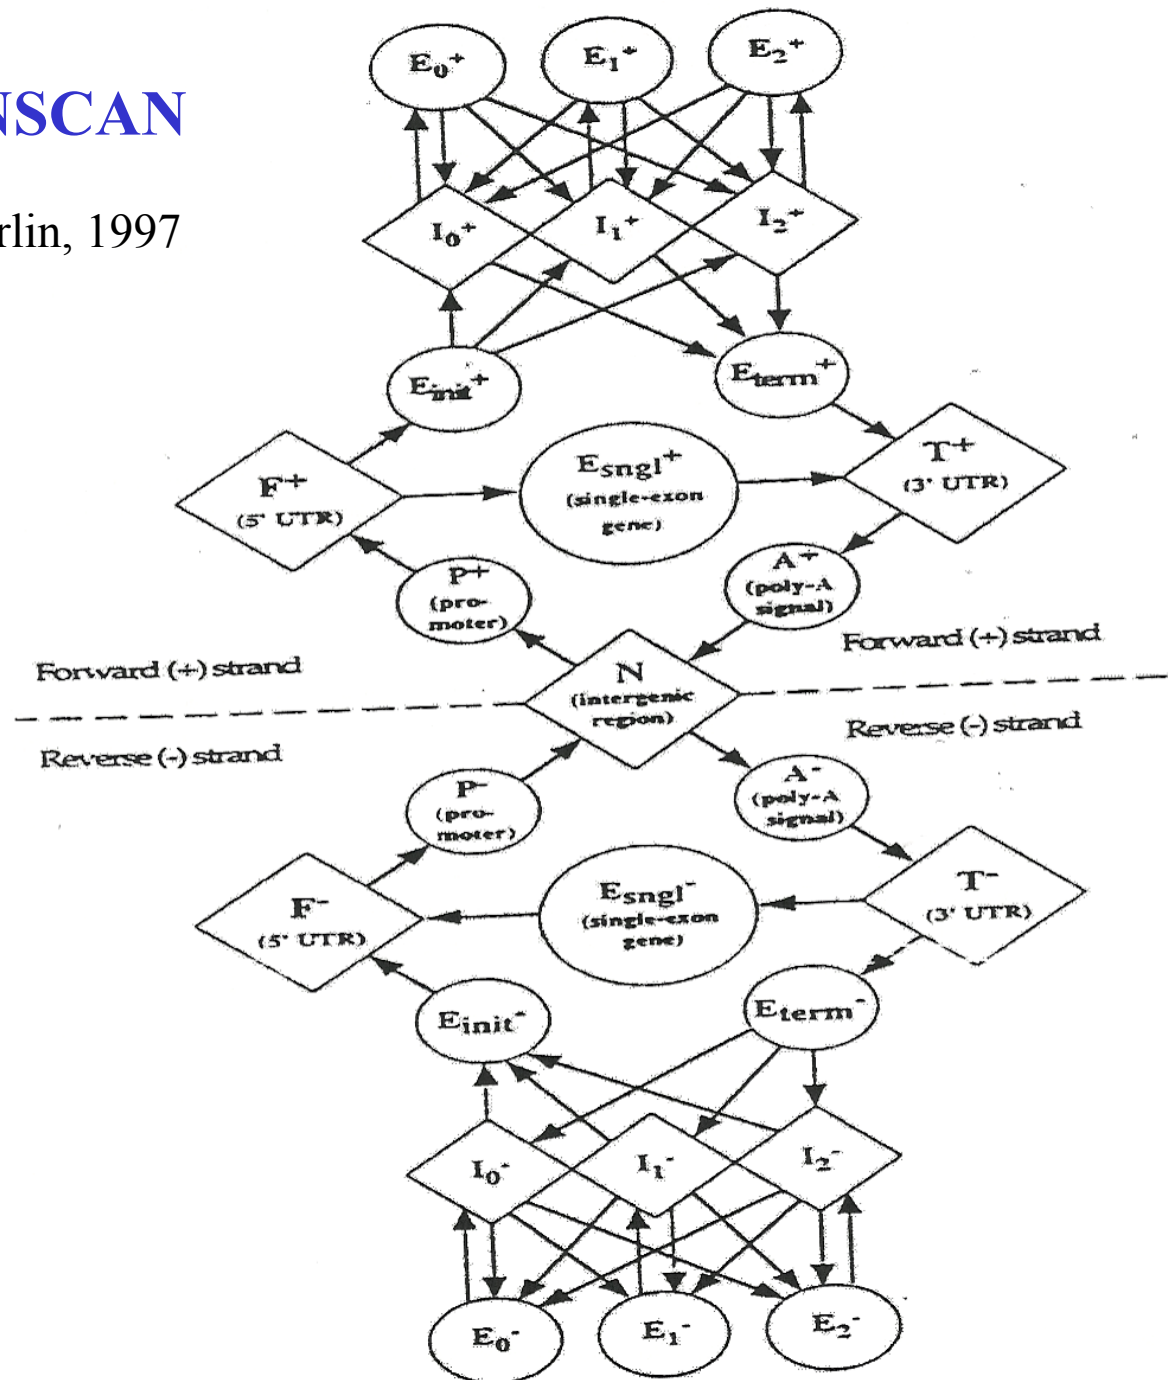 NSCAN
rlin, 1997
E₀⁺ E₁⁺ E₂⁺
I₀⁺ I₁⁺ I₂⁺
Einit⁺ Eterm⁺
F⁺
(5' UTR)
Esngl⁺
(single-exon
gene)
T⁺
(3' UTR)
P⁺
(pro-
moter)
A⁺
(poly-A
signal)
Forward (+) strand
Forward (+) strand
N
(intergenic
region)
Reverse (-) strand
Reverse (-) strand
P⁻
(pro-
moter)
A⁻
(poly-A
signal)
F⁻
(5' UTR)
Esngl⁻
(single-exon
gene)
T⁻
(3' UTR)
Einit⁻ Eterm⁻
I₀⁻ I₁⁻ I₂⁻
E₀⁻ E₁⁻ E₂⁻